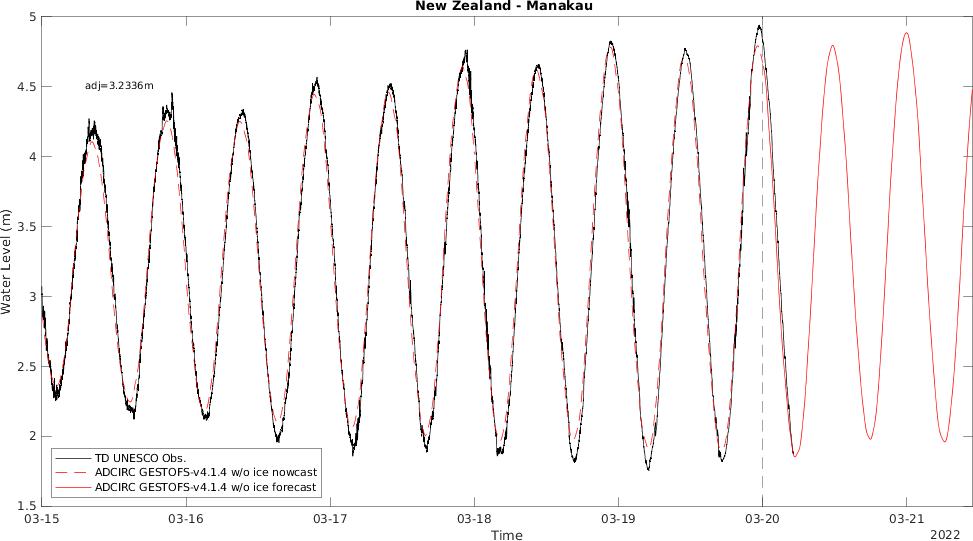 New Zealand - Manakau
5
4.5
4
3.5
3
2.5
2
1.5
Water Level (m)
adj=3.2336m
TD UNESCO Obs.
ADCIRC GESTOFS-v4.1.4 w/o ice nowcast
ADCIRC GESTOFS-v4.1.4 w/o ice forecast
03-15 03-16 03-17 03-18 03-19 03-20 03-21
Time
2022